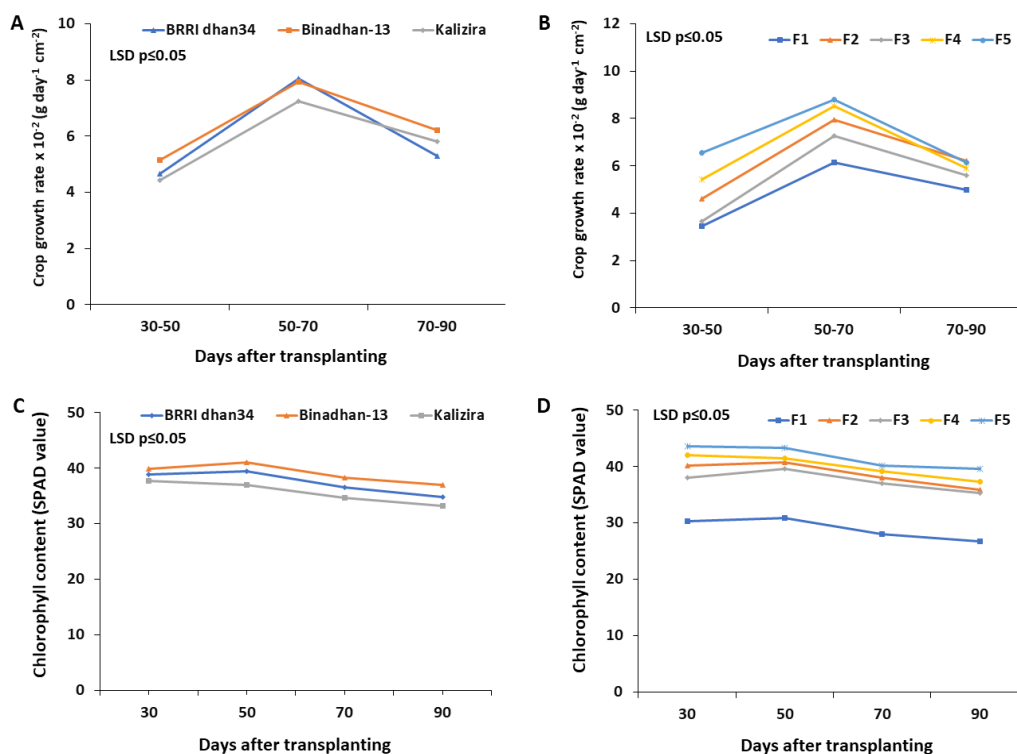 A
BRRI dhan34 Binadhan-13 Kalizira
LSD p≤0.05
Crop growth rate x 10-2 (g day-1 cm-2)
10
8
6
4
2
0
30-50 50-70 70-90
Days after transplanting
B
LSD p≤0.05 F1 F2 F3 F4 F5
Crop growth rate x 10-2 (g day-1 cm-2)
12
10
8
6
4
2
0
30-50 50-70 70-90
Days after transplanting
C
BRRI dhan34 Binadhan-13 Kalizira
LSD p≤0.05
Chlorophyll content (SPAD value)
50
40
30
20
10
0
30 50 70 90
Days after transplanting
D
LSD p≤0.05 F1 F2 F3 F4 F5
Chlorophyll content (SPAD value)
50
40
30
20
10
0
30 50 70 90
Days after transplanting